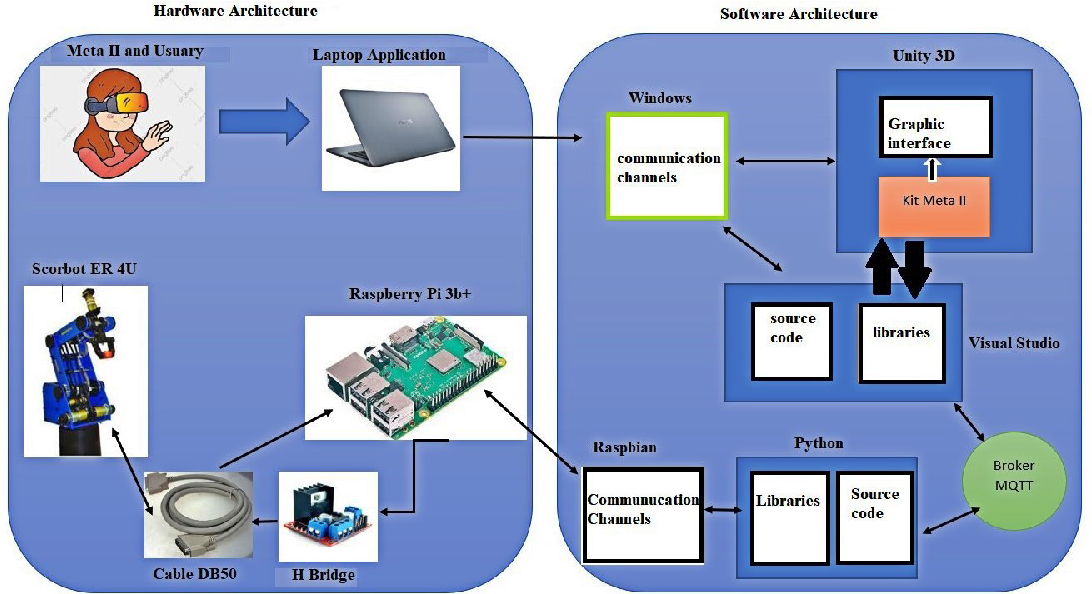 Hardware Architecture
Software Architecture
Meta II and Usuary
Laptop Application
Unity 3D
Windows
Graphic
interface
communication
channels
Kit Meta II
Scorbot ER 4U
Raspberry Pi 3b+
source
code
libraries
Visual Studio
Raspbian
Python
Broker
MQTT
Communucation
Channels
Libraries
Source
code
Cable DB50
H Bridge